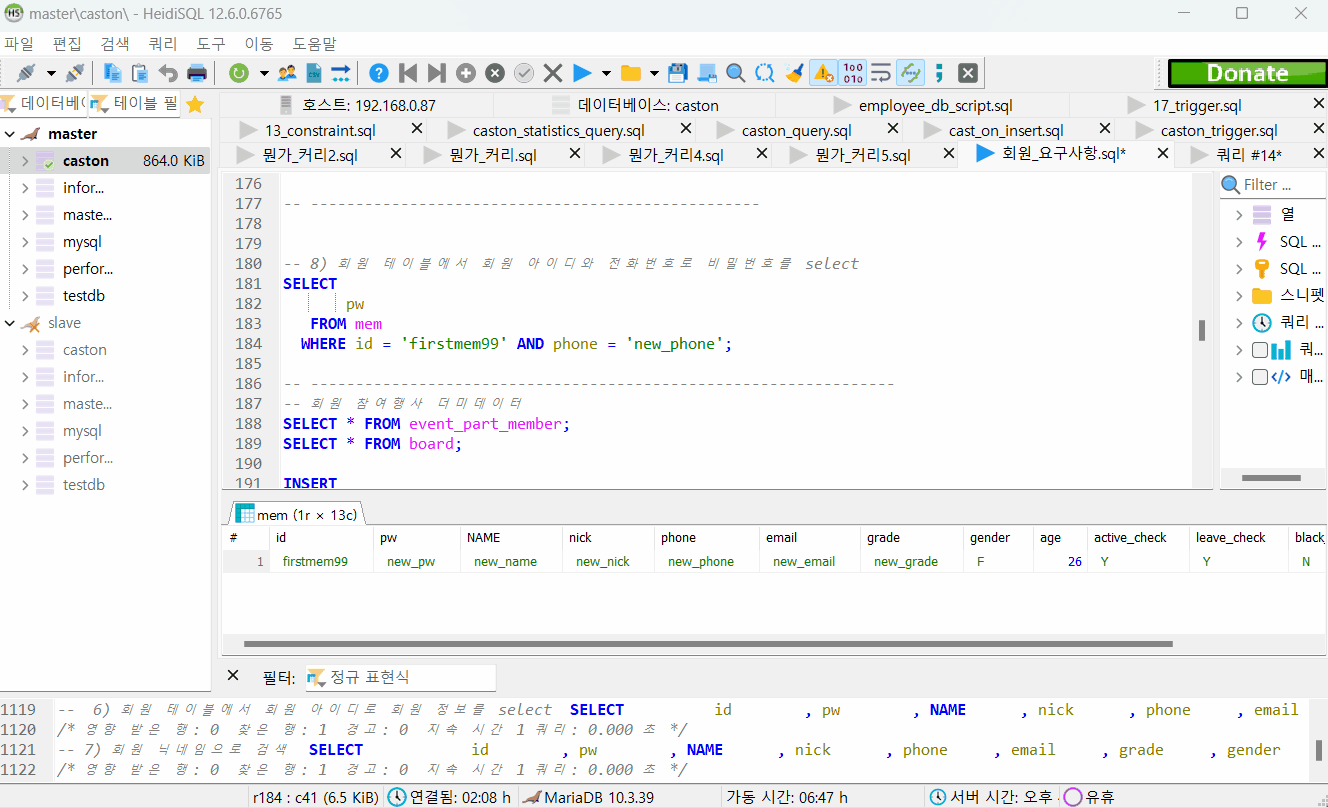 master\caston\ - HeidiSQL 12.6.0.6765
파일 편집 검색 쿼리 도구 이동 도움말
Donate
데이터베( 테이블 필
호스트: 192.168.0.87 데이터베이스: caston employee_db_script.sql 17_trigger.sql
13_constraint.sql caston_statistics_query.sql caston_query.sql cast_on_insert.sql caston_trigger.sql
뭔가_커리2.sql 뭔가_커리.sql 뭔가_커리4.sql 뭔가_커리5.sql 회원_요구사항.sql* 쿼리 #14*
master
caston 864.0 KiB
infor...
maste...
mysql
perfor...
testdb
slave
caston
infor...
maste...
mysql
perfor...
testdb
176
177 -- --------------------------------------------------
178
179
180 -- 8) 회원 테이블에서 회원 아이디와 전화번호로 비밀번호를 select
181 SELECT
182 pw
183 FROM mem
184 WHERE id = 'firstmem99' AND phone = 'new_phone';
185
186 -- -----------------------------------------------------------------
187 -- 회원 참여행사 더미데이터
188 SELECT * FROM event_part_member;
189 SELECT * FROM board;
190
191 INSERT
Filter ...
열
SQL ...
SQL ...
스니펫
쿼리 ...
쿼...
매...
mem (1r × 13c)
# id pw NAME nick phone email grade gender age active_check leave_check black_
1 firstmem99 new_pw new_name new_nick new_phone new_email new_grade F 26 Y Y N
필터: 정규 표현식
1119 -- 6) 회원 테이블에서 회원 아이디로 회원 정보를 select SELECT id , pw , NAME , nick , phone , email
1120 /* 영향 받은 행: 0 찾은 행: 1 경고: 0 지속 시간 1 쿼리: 0.000 초 */
1121 -- 7) 회원 닉네임으로 검색 SELECT id , pw , NAME , nick , phone , email , grade , gender
1122 /* 영향 받은 행: 0 찾은 행: 1 경고: 0 지속 시간 1 쿼리: 0.000 초 */
r184 : c41 (6.5 KiB) 연결됨: 02:08 h MariaDB 10.3.39 가동 시간: 06:47 h 서버 시간: 오후 유휴